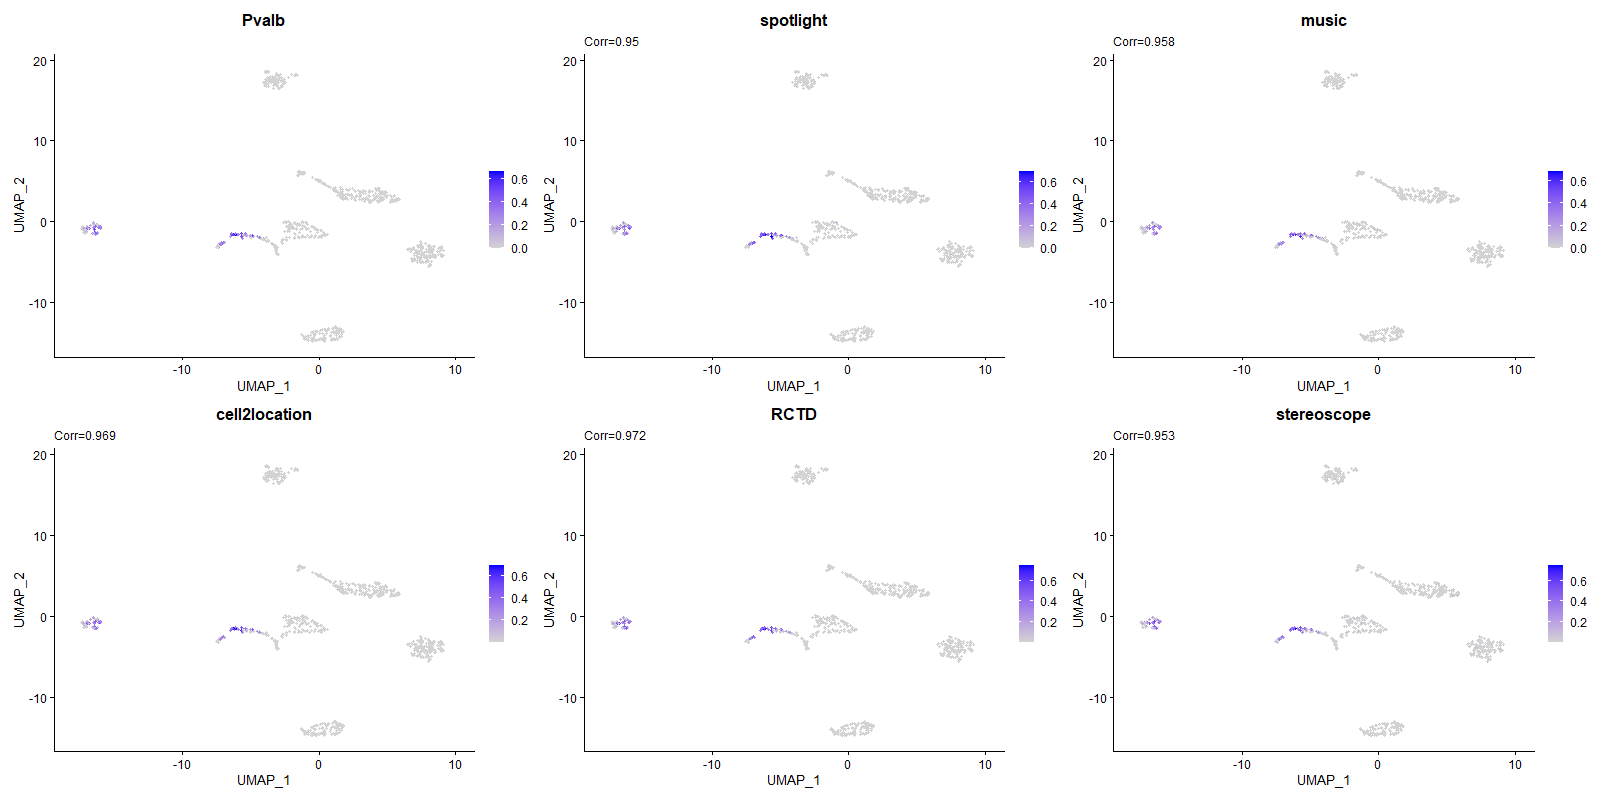 Pvalb
20
10
0
-10
-10
0
10
UMAP_1
UMAP_2
0.6
0.4
0.2
0.0
spotlight
Corr=0.95
20
10
0
-10
-10
0
10
UMAP_1
UMAP_2
0.6
0.4
0.2
0.0
music
Corr=0.958
20
10
0
-10
-10
0
10
UMAP_1
UMAP_2
0.6
0.4
0.2
0.0
cell2location
Corr=0.969
20
10
0
-10
-10
0
10
UMAP_1
UMAP_2
0.6
0.4
0.2
RCTD
Corr=0.972
20
10
0
-10
-10
0
10
UMAP_1
UMAP_2
0.6
0.4
0.2
stereoscope
Corr=0.953
20
10
0
-10
-10
0
10
UMAP_1
UMAP_2
0.6
0.4
0.2